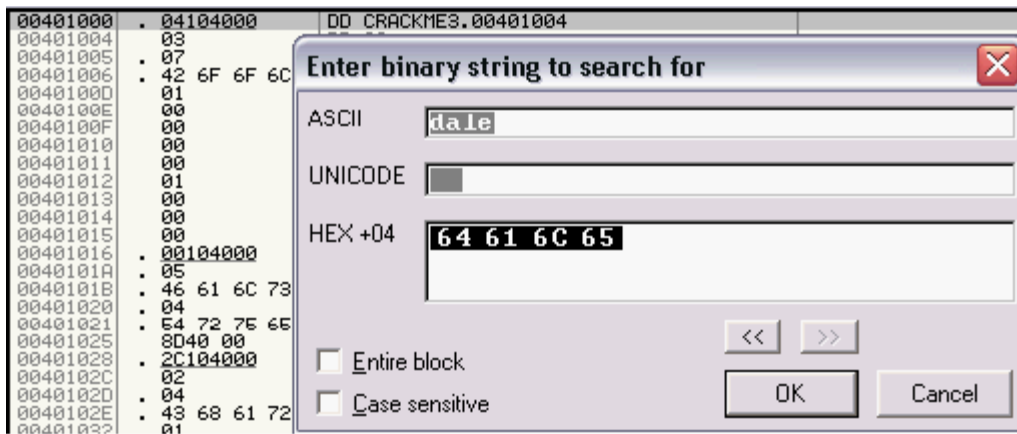 00401000 . 04104000 DD CRACKME3.00401004
00401004 03
00401005 . 07
00401006 . 42 6F 6F 6C
0040100D 01
0040100E 00
0040100F 00
00401010 00
00401011 00
00401012 01
00401013 00
00401014 00
00401015 00
00401016 . 00104000
0040101A . 05
0040101B . 46 61 6C 73
00401020 . 04
00401021 . 54 72 75 65
00401025 8D40 00
00401028 . 2C104000
0040102C 02
0040102D . 04
0040102E . 43 68 61 72
00401032 01
Enter binary string to search for
ASCII dale
UNICODE
HEX +04 64 61 6C 65
<< >>
Entire block
Case sensitive
OK Cancel